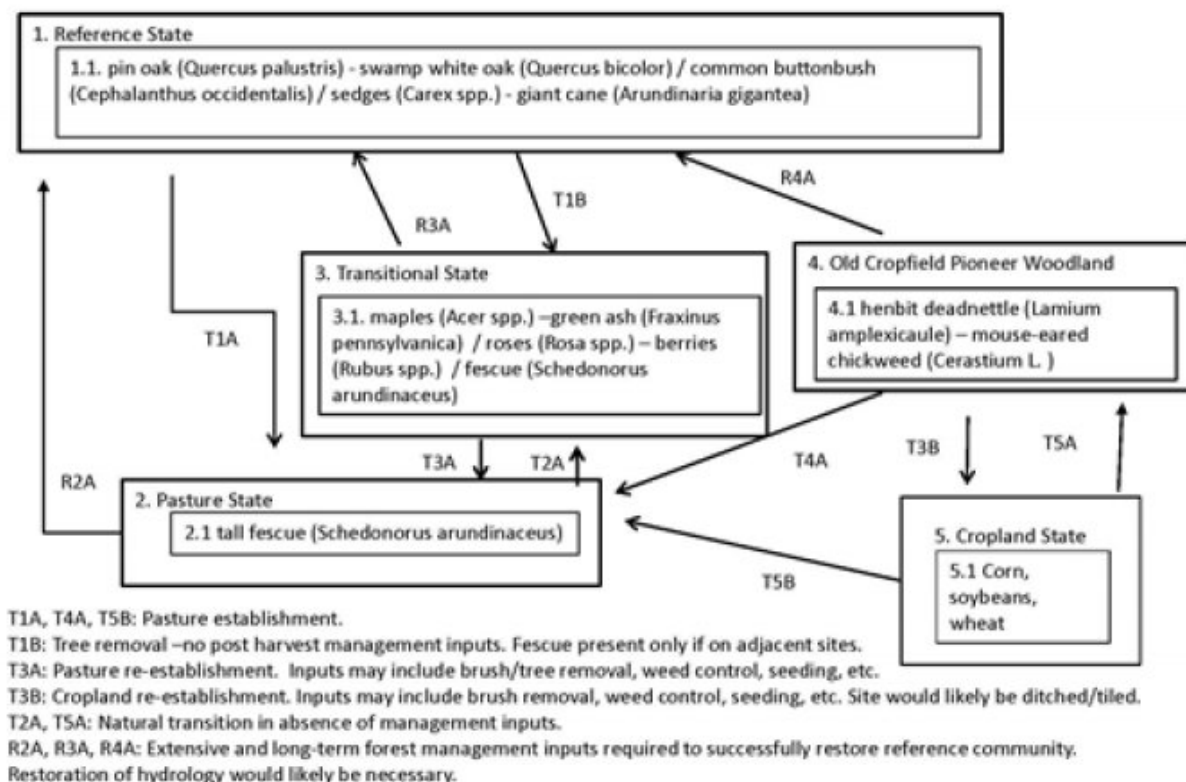 1. Reference State
1.1. pin oak (Quercus palustris) - swamp white oak (Quercus bicolor) / common buttonbush
(Cephalanthus occidentalis) / sedges (Carex spp.) - giant cane (Arundinaria gigantea)
R4A
T1B
R3A
3. Transitional State
3.1. maples (Acer spp.) –green ash (Fraxinus
pennsylvanica) / roses (Rosa spp.) – berries
(Rubus spp.) / fescue (Schedonorus
arundinaceus)
4. Old Cropfield Pioneer Woodland
4.1 henbit deadnettle (Lamium
amplexicaule) – mouse-eared
chickweed (Cerastium L. )
T1A
T3A
T2A
T4A
T3B
T5A
R2A
2. Pasture State
2.1 tall fescue (Schedonorus arundinaceus)
5. Cropland State
5.1 Corn,
soybeans,
wheat
T5B
T1A, T4A, T5B: Pasture establishment.
T1B: Tree removal –no post harvest management inputs. Fescue present only if on adjacent sites.
T3A: Pasture re-establishment. Inputs may include brush/tree removal, weed control, seeding, etc.
T3B: Cropland re-establishment. Inputs may include brush removal, weed control, seeding, etc. Site would likely be ditched/tiled.
T2A, T5A: Natural transition in absence of management inputs.
R2A, R3A, R4A: Extensive and long-term forest management inputs required to successfully restore reference community.
Restoration of hydrology would likely be necessary.